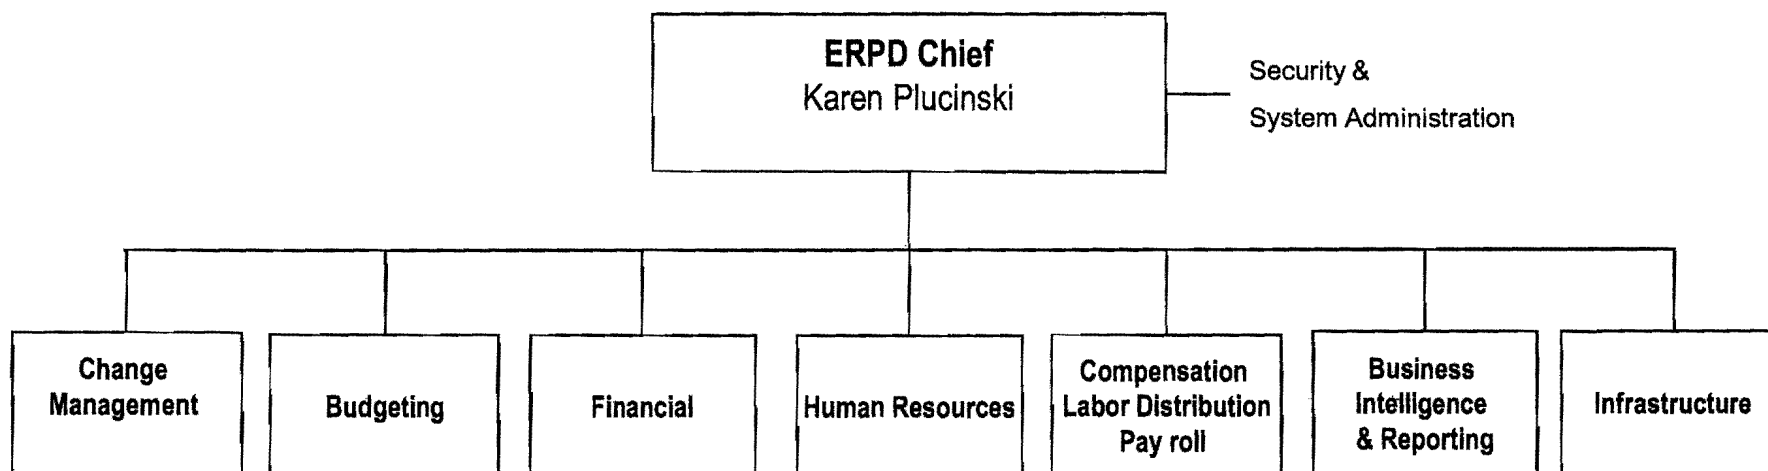 ERPD Chief
Karen Plucinski
Security &
System Administration
Change
Management
Budgeting
Financial
Human Resources
Compensation
Labor Distribution
Pay roll
Business
Intelligence
& Reporting
Infrastructure